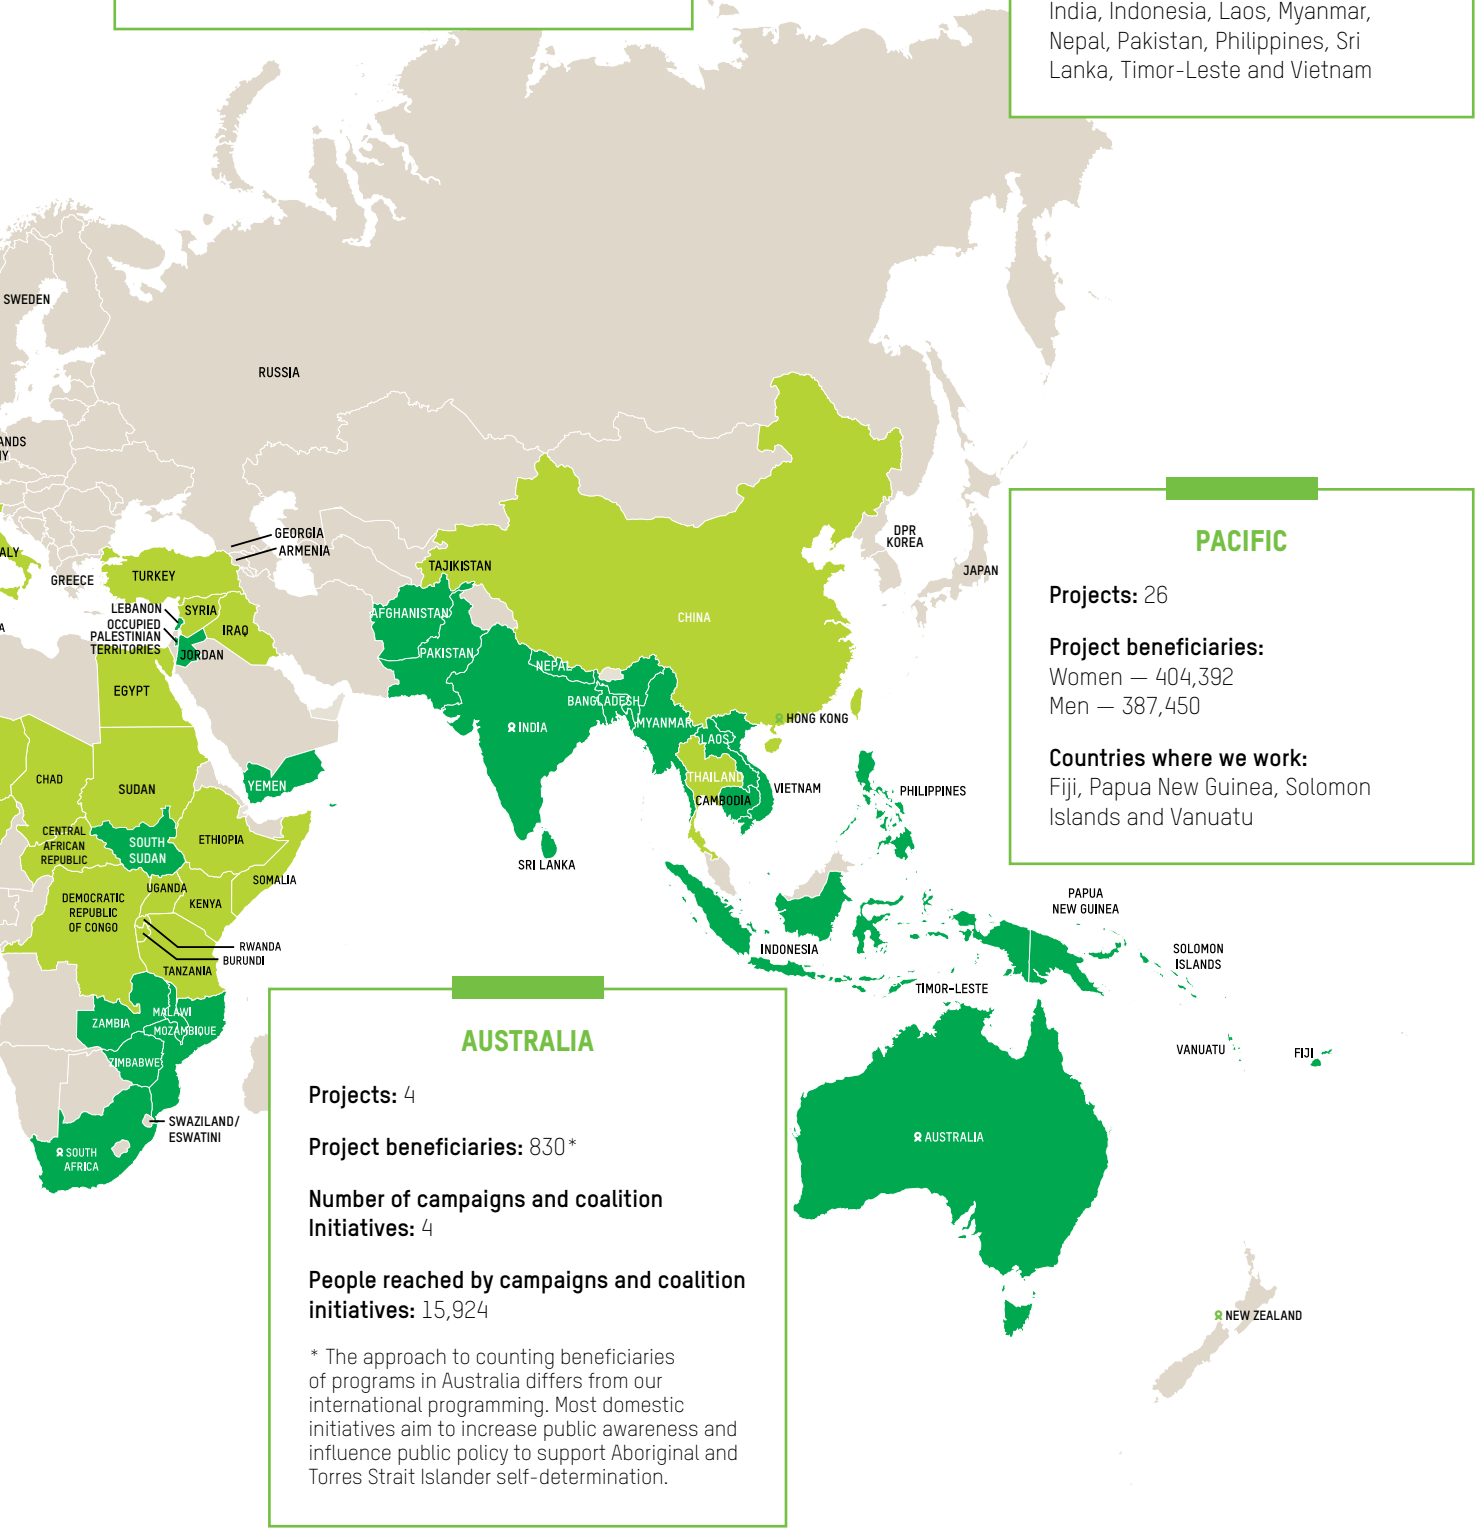 India, Indonesia, Laos, Myanmar,
Nepal, Pakistan, Philippines, Sri
Lanka, Timor-Leste and Vietnam
SWEDEN
RUSSIA
ANDS
NY
ALY
GREECE
GEORGIA
ARMENIA
TURKEY
LEBANON
OCCUPIED
PALESTINIAN
TERRITORIES
SYRIA
IRAQ
JORDAN
A
EGYPT
TAJIKISTAN
AFGHANISTAN
PAKISTAN
NEPAL
BANGLADESH
INDIA
MYANMAR
LAOS
CHINA
HONG KONG
DPR
KOREA
JAPAN
THAILAND
CAMBODIA
VIETNAM
PHILIPPINES
SRI LANKA
CHAD
SUDAN
YEMEN
CENTRAL
AFRICAN
REPUBLIC
SOUTH
SUDAN
ETHIOPIA
SOMALIA
DEMOCRATIC
REPUBLIC
OF CONGO
UGANDA
KENYA
RWANDA
BURUNDI
TANZANIA
ZAMBIA
MALAWI
MOZAMBIQUE
ZIMBABWE
SWAZILAND/
ESWATINI
SOUTH
AFRICA
PACIFIC
Projects: 26
Project beneficiaries:
Women — 404,392
Men — 387,450
Countries where we work:
Fiji, Papua New Guinea, Solomon
Islands and Vanuatu
INDONESIA
TIMOR-LESTE
PAPUA
NEW GUINEA
SOLOMON
ISLANDS
VANUATU
FIJI
AUSTRALIA
NEW ZEALAND
AUSTRALIA
Projects: 4
Project beneficiaries: 830*
Number of campaigns and coalition
Initiatives: 4
People reached by campaigns and coalition
initiatives: 15,924
* The approach to counting beneficiaries
of programs in Australia differs from our
international programming. Most domestic
initiatives aim to increase public awareness and
influence public policy to support Aboriginal and
Torres Strait Islander self-determination.